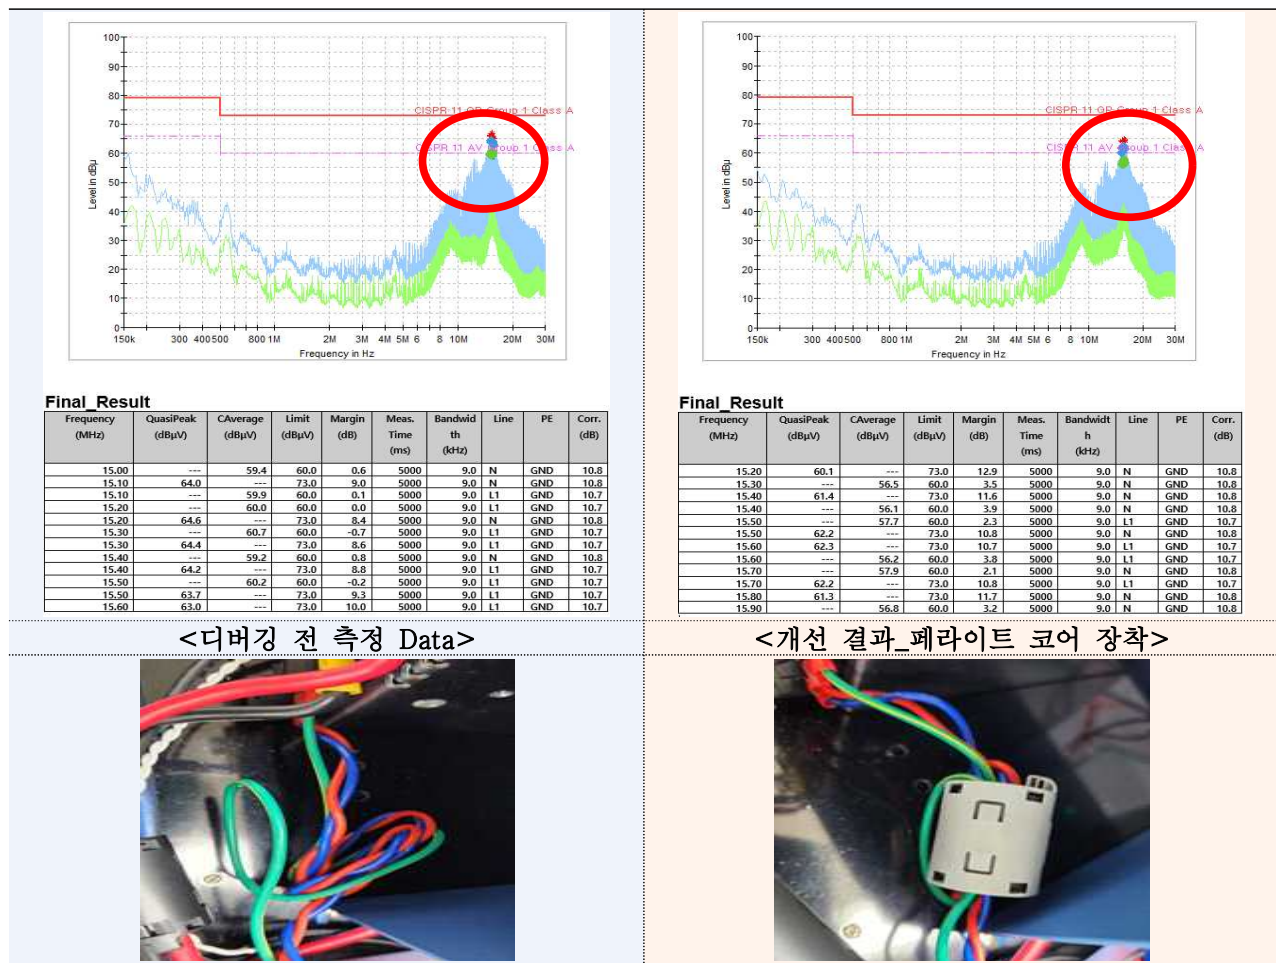 100
90
80
70
60
50
40
30
20
10
0
Level in dBµ
CISPR 11 QP Group 1 Class A
CISPR 11 AV Group 1 Class A
150k 300 400 500 800 1M 2M 3M 4M 5M 6 8 10M 20M 30M
Frequency in Hz
Final_Result
Frequency (MHz) QuasiPeak (dBµV) CAverage (dBµV) Limit (dBµV) Margin (dB) Meas. Time (ms) Bandwid th (kHz) Line PE Corr. (dB)
15.00 --- 59.4 60.0 0.6 5000 9.0 N GND 10.8
15.10 64.0 --- 73.0 9.0 5000 9.0 N GND 10.8
15.10 --- 59.9 60.0 0.1 5000 9.0 L1 GND 10.7
15.20 --- 60.0 60.0 0.0 5000 9.0 L1 GND 10.7
15.20 64.6 --- 73.0 8.4 5000 9.0 N GND 10.8
15.30 --- 60.7 60.0 -0.7 5000 9.0 L1 GND 10.7
15.30 64.4 --- 73.0 8.6 5000 9.0 L1 GND 10.7
15.40 --- 59.2 60.0 0.8 5000 9.0 N GND 10.8
15.40 64.2 --- 73.0 8.8 5000 9.0 L1 GND 10.7
15.50 --- 60.2 60.0 -0.2 5000 9.0 L1 GND 10.7
15.50 63.7 --- 73.0 9.3 5000 9.0 L1 GND 10.7
15.60 63.0 --- 73.0 10.0 5000 9.0 L1 GND 10.7
<디버깅 전 측정 Data>
100
90
80
70
60
50
40
30
20
10
0
Level in dBµ
CISPR 11 QP Group 1 Class A
CISPR 11 AV Group 1 Class A
150k 300 400 500 800 1M 2M 3M 4M 5M 6 8 10M 20M 30M
Frequency in Hz
Final_Result
Frequency (MHz) QuasiPeak (dBµV) CAverage (dBµV) Limit (dBµV) Margin (dB) Meas. Time (ms) Bandwidt h (kHz) Line PE Corr. (dB)
15.20 60.1 --- 73.0 12.9 5000 9.0 N GND 10.8
15.30 --- 56.5 60.0 3.5 5000 9.0 N GND 10.8
15.40 61.4 --- 73.0 11.6 5000 9.0 N GND 10.8
15.40 --- 56.1 60.0 3.9 5000 9.0 N GND 10.8
15.50 --- 57.7 60.0 2.3 5000 9.0 L1 GND 10.7
15.50 62.2 --- 73.0 10.8 5000 9.0 N GND 10.8
15.60 62.3 --- 73.0 10.7 5000 9.0 L1 GND 10.7
15.60 --- 56.2 60.0 3.8 5000 9.0 L1 GND 10.7
15.70 --- 57.9 60.0 2.1 5000 9.0 N GND 10.8
15.70 62.2 --- 73.0 10.8 5000 9.0 L1 GND 10.7
15.80 61.3 --- 73.0 11.7 5000 9.0 N GND 10.8
15.90 --- 56.8 60.0 3.2 5000 9.0 N GND 10.8
<개선 결과_페라이트 코어 장착>